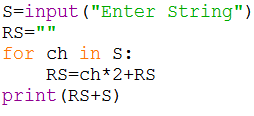 S=input("Enter String")
RS=""
for ch in S:
    RS=ch*2+RS
print(RS+S)